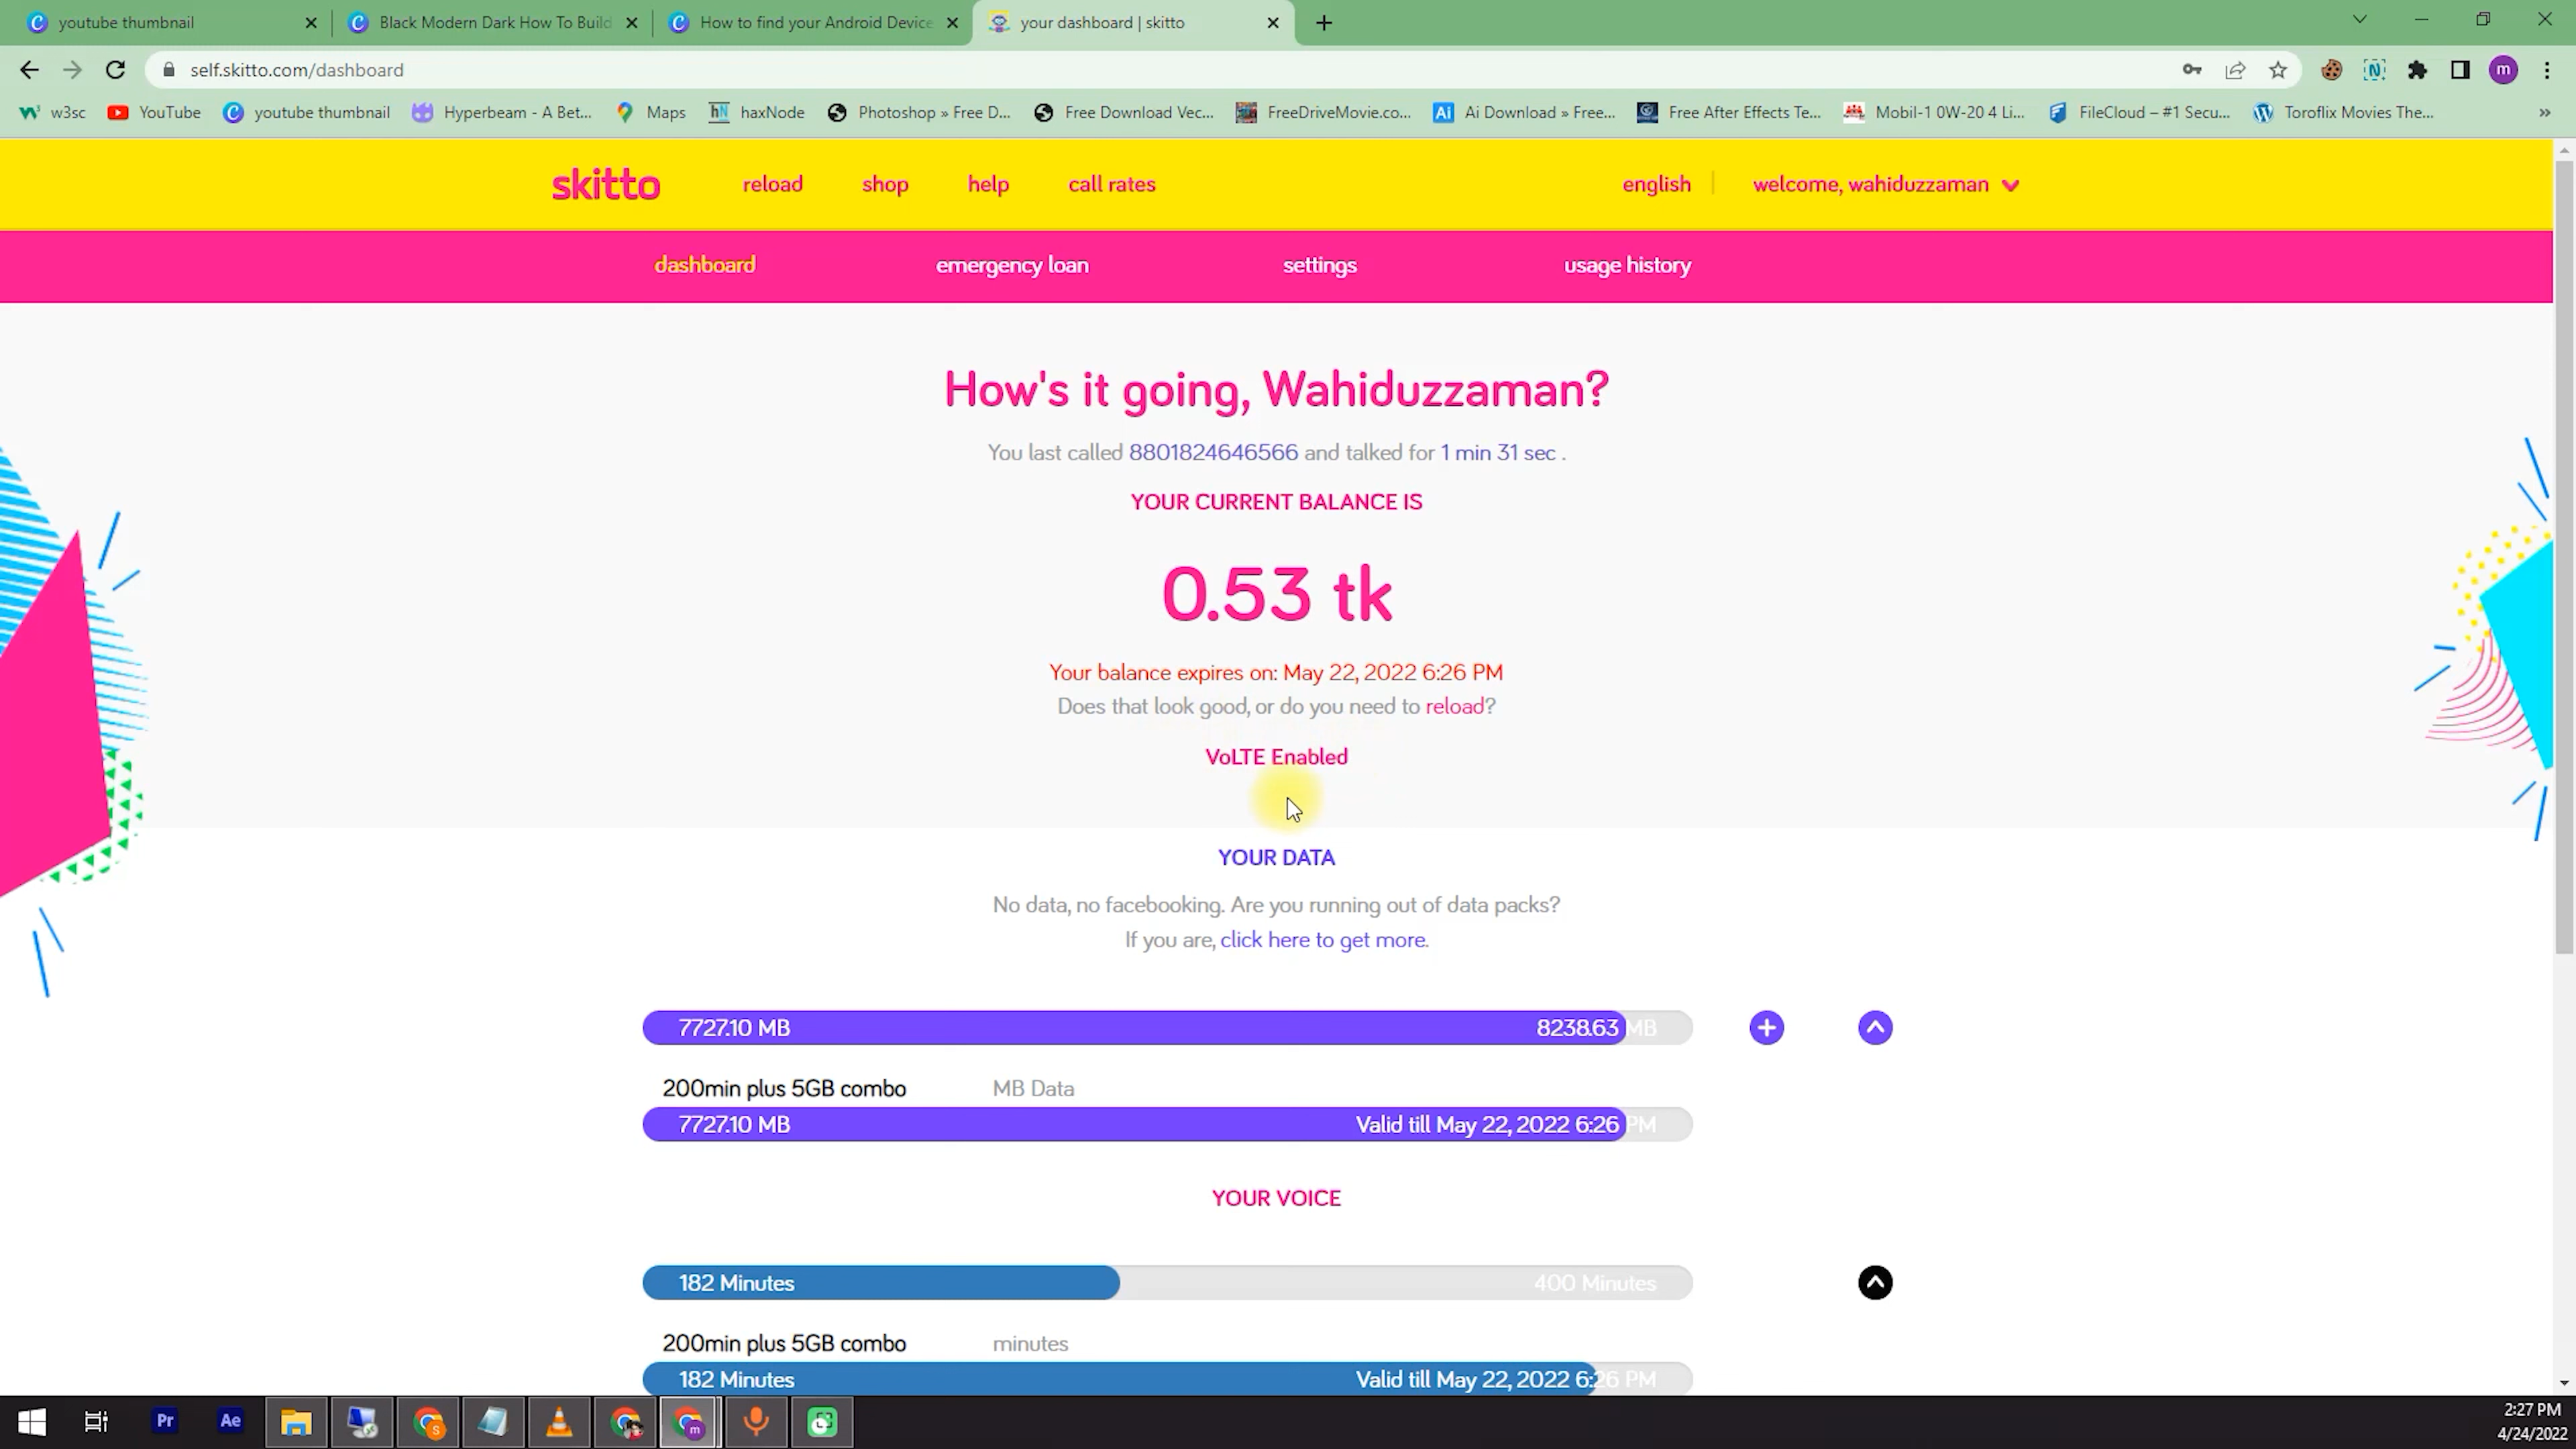 youtube thumbnail
Black Modern Dark How To Build
How to find your Android Device
your dashboard | skitto
self.skitto.com/dashboard
m
w3sc
YouTube
youtube thumbnail
Hyperbeam - A Bet...
Maps
hN haxNode
Photoshop » Free D...
Free Download Vec...
FreeDriveMovie.co...
Ai Ai Download » Free...
Free After Effects Te...
Mobil-1 0W-20 4 Li...
FileCloud – #1 Secu...
Toroflix Movies The...
»
skitto
reload
shop
help
call rates
english
welcome, wahiduzzaman
dashboard
emergency loan
settings
usage history
How's it going, Wahiduzzaman?
You last called 8801824646566 and talked for 1 min 31 sec .
YOUR CURRENT BALANCE IS
0.53 tk
Your balance expires on: May 22, 2022 6:26 PM
Does that look good, or do you need to reload?
VoLTE Enabled
YOUR DATA
No data, no facebooking. Are you running out of data packs?
If you are, click here to get more.
7727.10 MB
8238.63 MB
200min plus 5GB combo
MB Data
7727.10 MB
Valid till May 22, 2022 6:26 PM
YOUR VOICE
182 Minutes
400 Minutes
200min plus 5GB combo
minutes
182 Minutes
Valid till May 22, 2022 6:26 PM
Pr
Ae
S
m
2:27 PM
4/24/2022